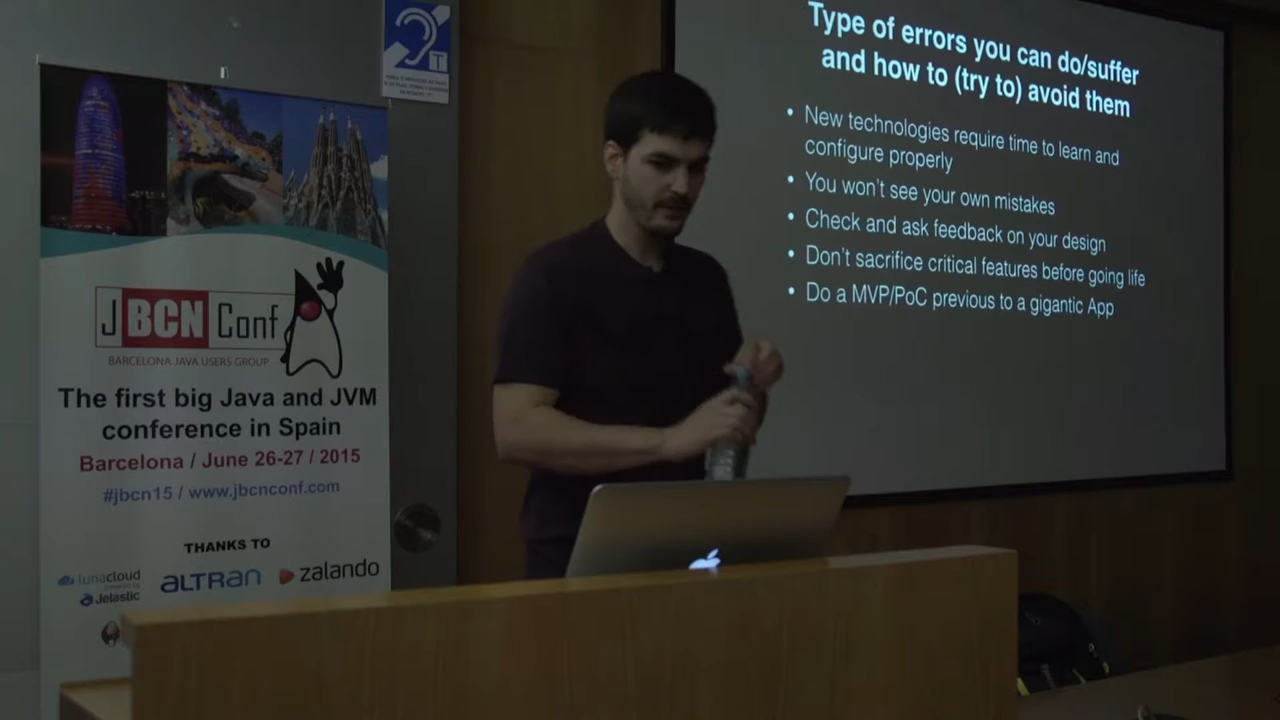 JBCNConf
BARCELONA JAVA USERS GROUP
The first big Java and JVM
conference in Spain
Barcelona / June 26-27 / 2015
#jbcn15 / www.jbcnconf.com
THANKS TO
lunacloud
powered by
Jelastic
ALTRAN
zalando
T
Type of errors you can do/suffer
and how to (try to) avoid them
• New technologies require time to learn and
configure properly
• You won't see your own mistakes
• Check and ask feedback on your design
• Don't sacrifice critical features before going life
• Do a MVP/PoC previous to a gigantic App